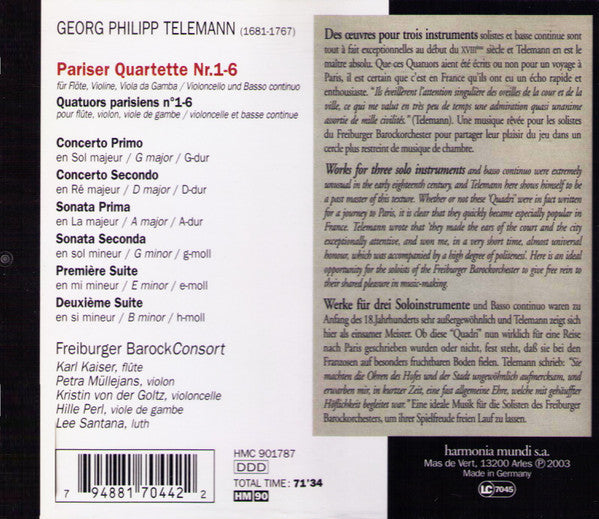 GEORG PHILIPP TELEMANN (1681-1767)
Pariser Quartette Nr.1-6
für Flöte, Violine, Viola da Gamba / Violoncello und Basso continuo
Quatuors parisiens n°1-6
pour flûte, violon, viole de gambe / violoncelle et basse continue
Concerto Primo
en Sol majeur / G major / G-dur
Concerto Secondo
en Ré majeur / D major / D-dur
Sonata Prima
en La majeur / A major / A-dur
Sonata Seconda
en sol mineur / G minor / g-moll
Première Suite
en mi mineur / E minor / e-moll
Deuxième Suite
en si mineur / B minor / h-moll
Freiburger BarockConsort
Karl Kaiser, flûte
Petra Müllejans, violon
Kristin von der Goltz, violoncelle
Hille Perl, viole de gambe
Lee Santana, luth
7 94881 70442 2
HMC 901787
DDD
TOTAL TIME : 71'34
HM 90
Des œuvres pour trois instruments solistes et basse continue sont
tout à fait exceptionnelles au début du XVIIIème siècle et Telemann en est le
maître absolu. Que ces Quatuors aient été écrits ou non pour un voyage à
Paris, il est certain que c'est en France qu'ils ont eu un écho rapide et
enthousiaste. "Ils éveillèrent l'attention singulière des oreilles de la cour et de la
ville, ce qui me valut en très peu de temps une admiration quasi unanime
assortie de mille civilités." (Telemann). Une musique rêvée pour les solistes
du Freiburger Barockorchester pour partager leur plaisir du jeu dans un
cercle plus restreint de musique de chambre.
Works for three solo instruments and basso continuo were extremely
unusual in the early eighteenth century, and Telemann here shows himself to be
a past master of this texture. Whether or not these 'Quadri' were in fact written
for a journey to Paris, it is clear that they quickly became especially popular in
France. Telemann wrote that 'they made the ears of the court and the city
exceptionally attentive, and won me, in a very short time, almost universal
honour, which was accompanied by a high degree of politeness'. Here is an ideal
opportunity for the soloists of the Freiburger Barockorchester to give free rein to
their shared pleasure in music-making.
Werke für drei Soloinstrumente und Basso continuo waren zu
Anfang des 18.Jahrhunderts sehr außergewöhnlich und Telemann zeigt sich
hier als einsamer Meister. Ob diese "Quadri" nun wirklich für eine Reise
nach Paris geschrieben wurden oder nicht, fest steht, daß sie bei den
Franzosen auf besonders fruchtbaren Boden fielen. Telemann schrieb: "Sie
machten die Ohren des Hofes und der Stadt ungewöhnlich aufmerksam, und
erwarben mir, in kurtzer Zeit, eine fast allgemeine Ehre, welche mit gehäuffter
Höflichkeit begleitet war." Eine ideale Musik für die Solisten des Freiburger
Barockorchesters, um ihrer Spielfreude freien Lauf zu lassen.
harmonia mundi s.a.
Mas de Vert, 13200 Arles Ⓟ 2003
Made in Germany
LC 7045